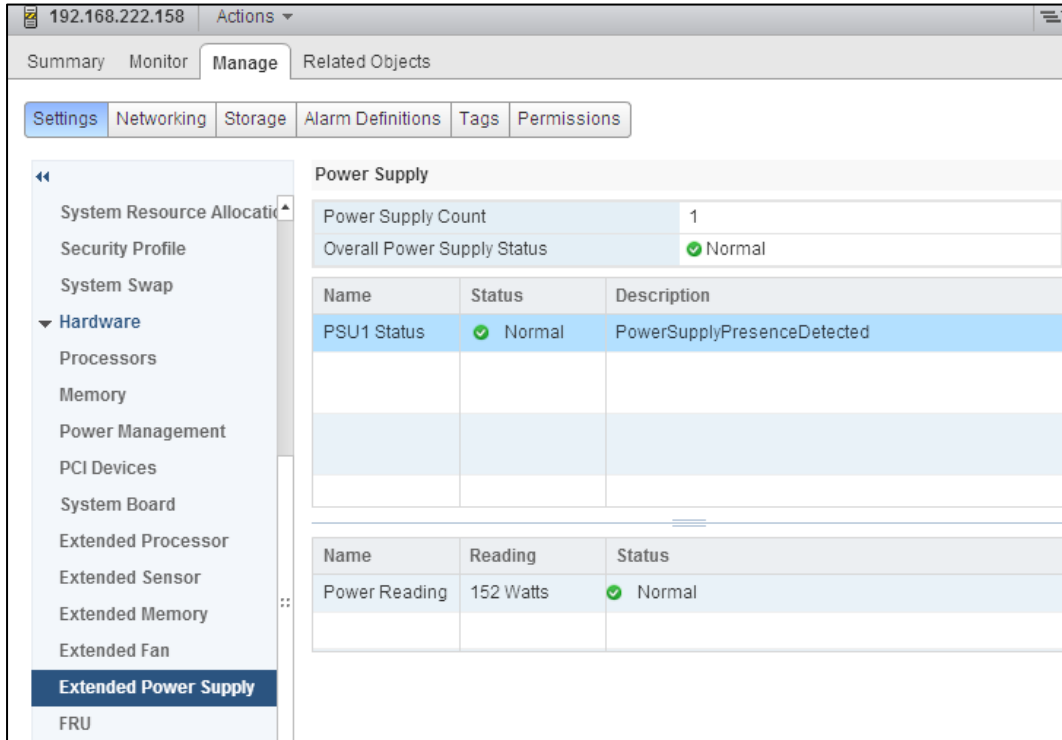 192.168.222.158 Actions
Summary Monitor Manage Related Objects
Settings Networking Storage Alarm Definitions Tags Permissions
System Resource Allocatic
Security Profile
System Swap
Hardware
Processors
Memory
Power Management
PCI Devices
System Board
Extended Processor
Extended Sensor
Extended Memory
Extended Fan
Extended Power Supply
FRU
Power Supply
Power Supply Count 1
Overall Power Supply Status Normal
Name Status Description
PSU1 Status Normal PowerSupplyPresenceDetected
Name Reading Status
Power Reading 152 Watts Normal